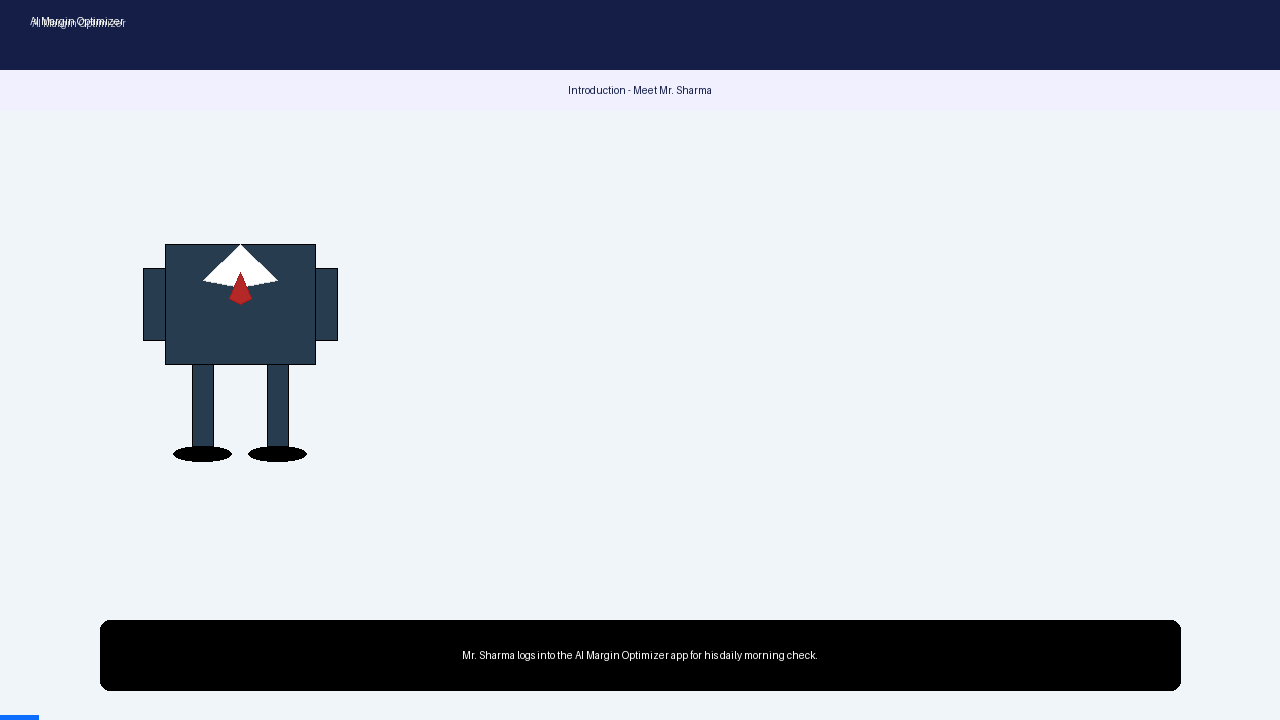 AI Margin Optimizer
Introduction - Meet Mr. Sharma
Mr. Sharma logs into the AI Margin Optimizer app for his daily morning check.